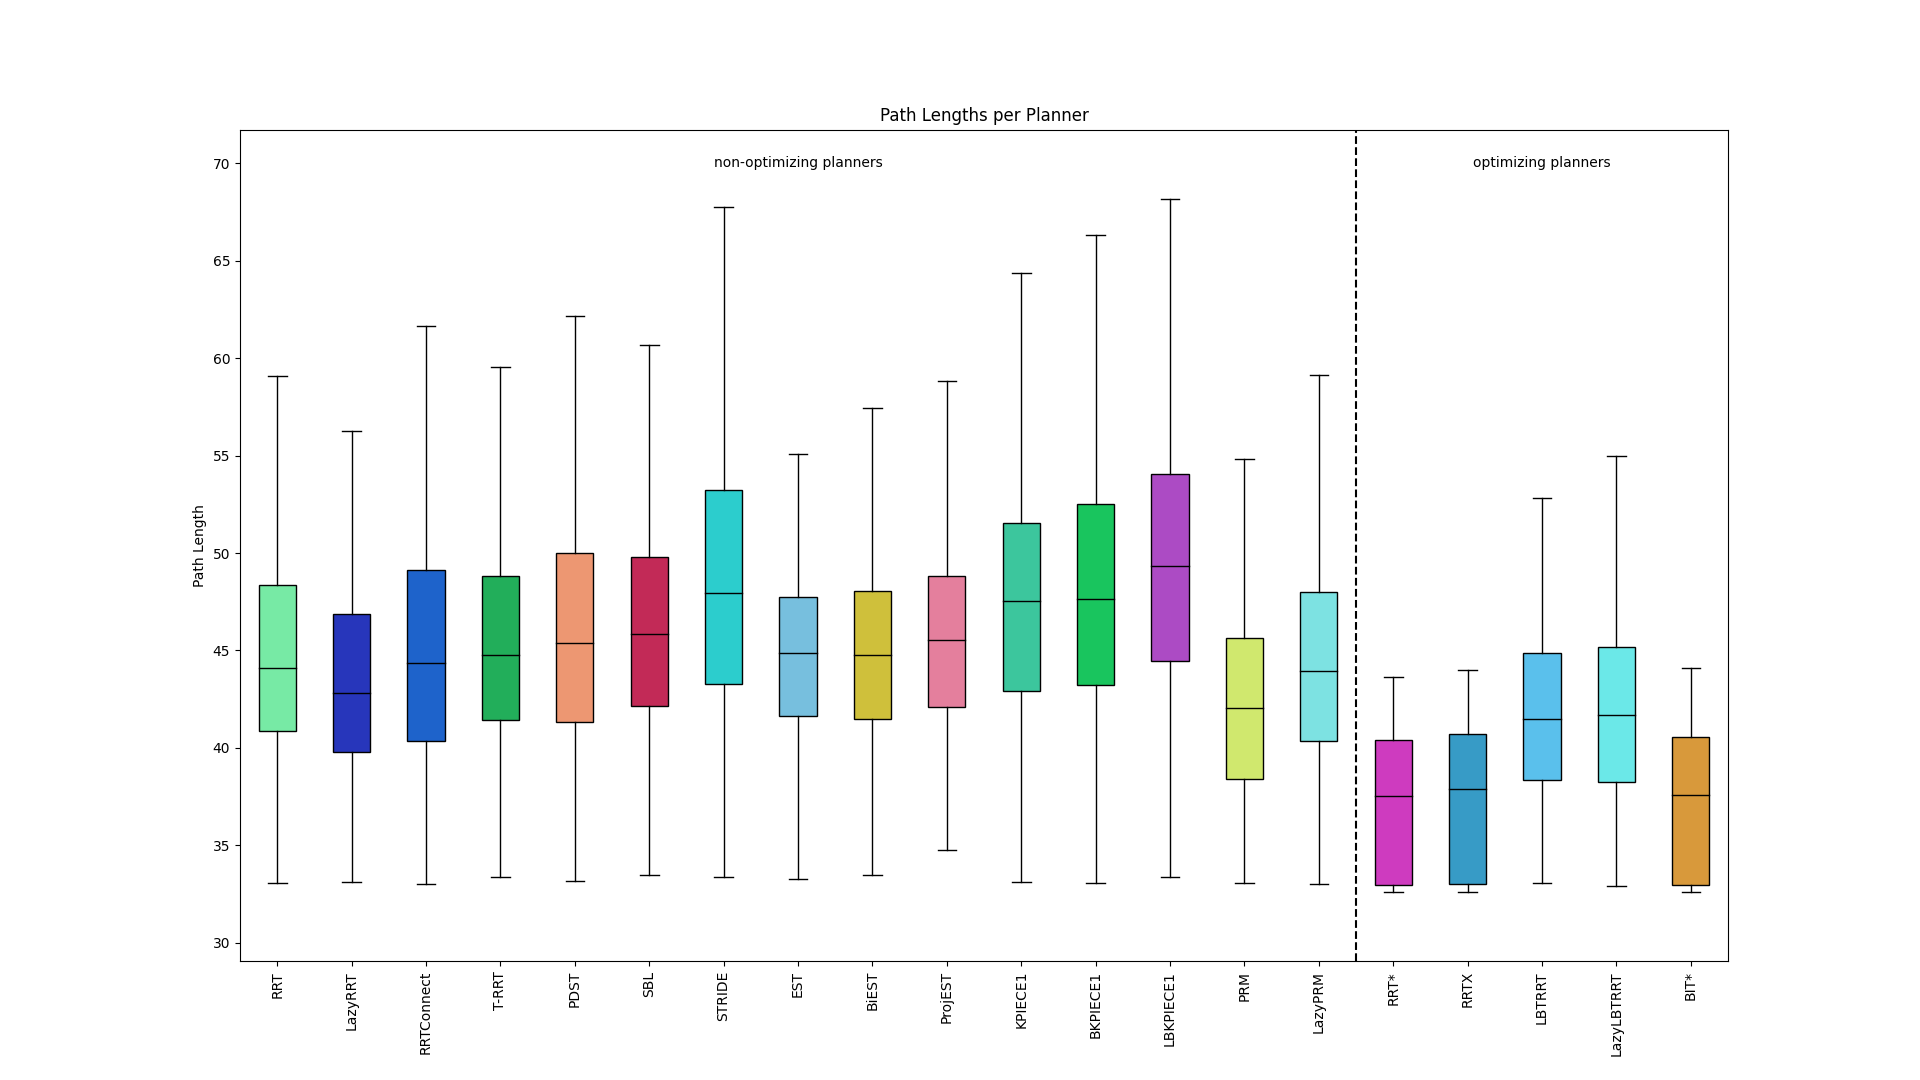 Path Lengths per Planner
non-optimizing planners
optimizing planners
Path Length
70
65
60
55
50
45
40
35
30
RRT
LazyRRT
RRTConnect
T-RRT
PDST
SBL
STRIDE
EST
BiEST
ProjEST
KPIECE1
BKPIECE1
LBKPIECE1
PRM
LazyPRM
RRT*
RRTX
LBTRRT
LazyLBTRRT
BIT*